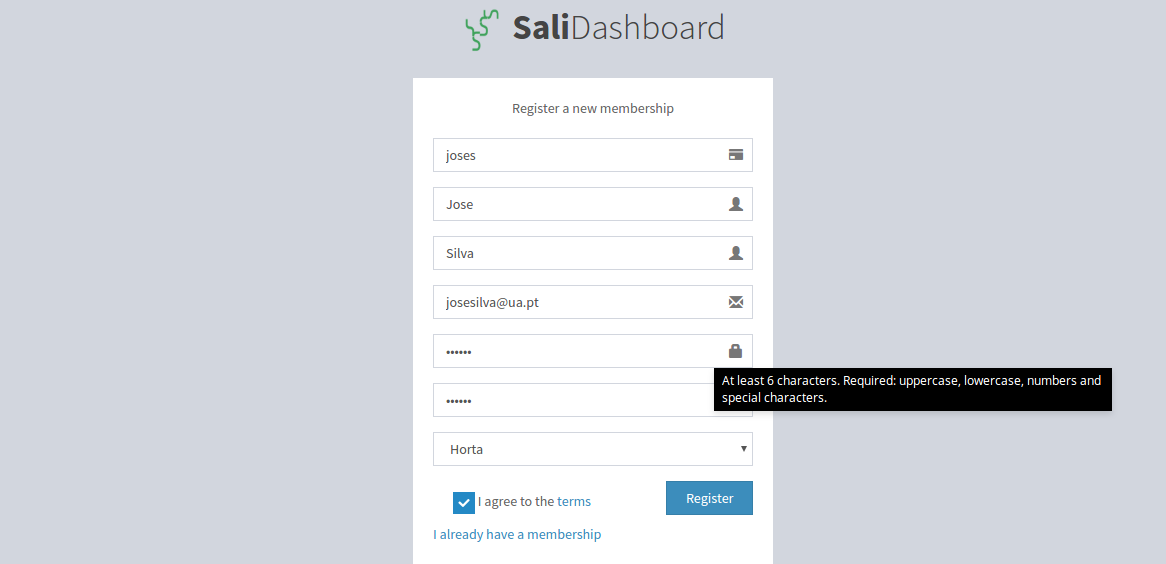 SaliDashboard
Register a new membership
joses
Jose
Silva
josesilva@ua.pt
••••••
At least 6 characters. Required: uppercase, lowercase, numbers and
special characters.
••••••
Horta
I agree to the terms
Register
I already have a membership